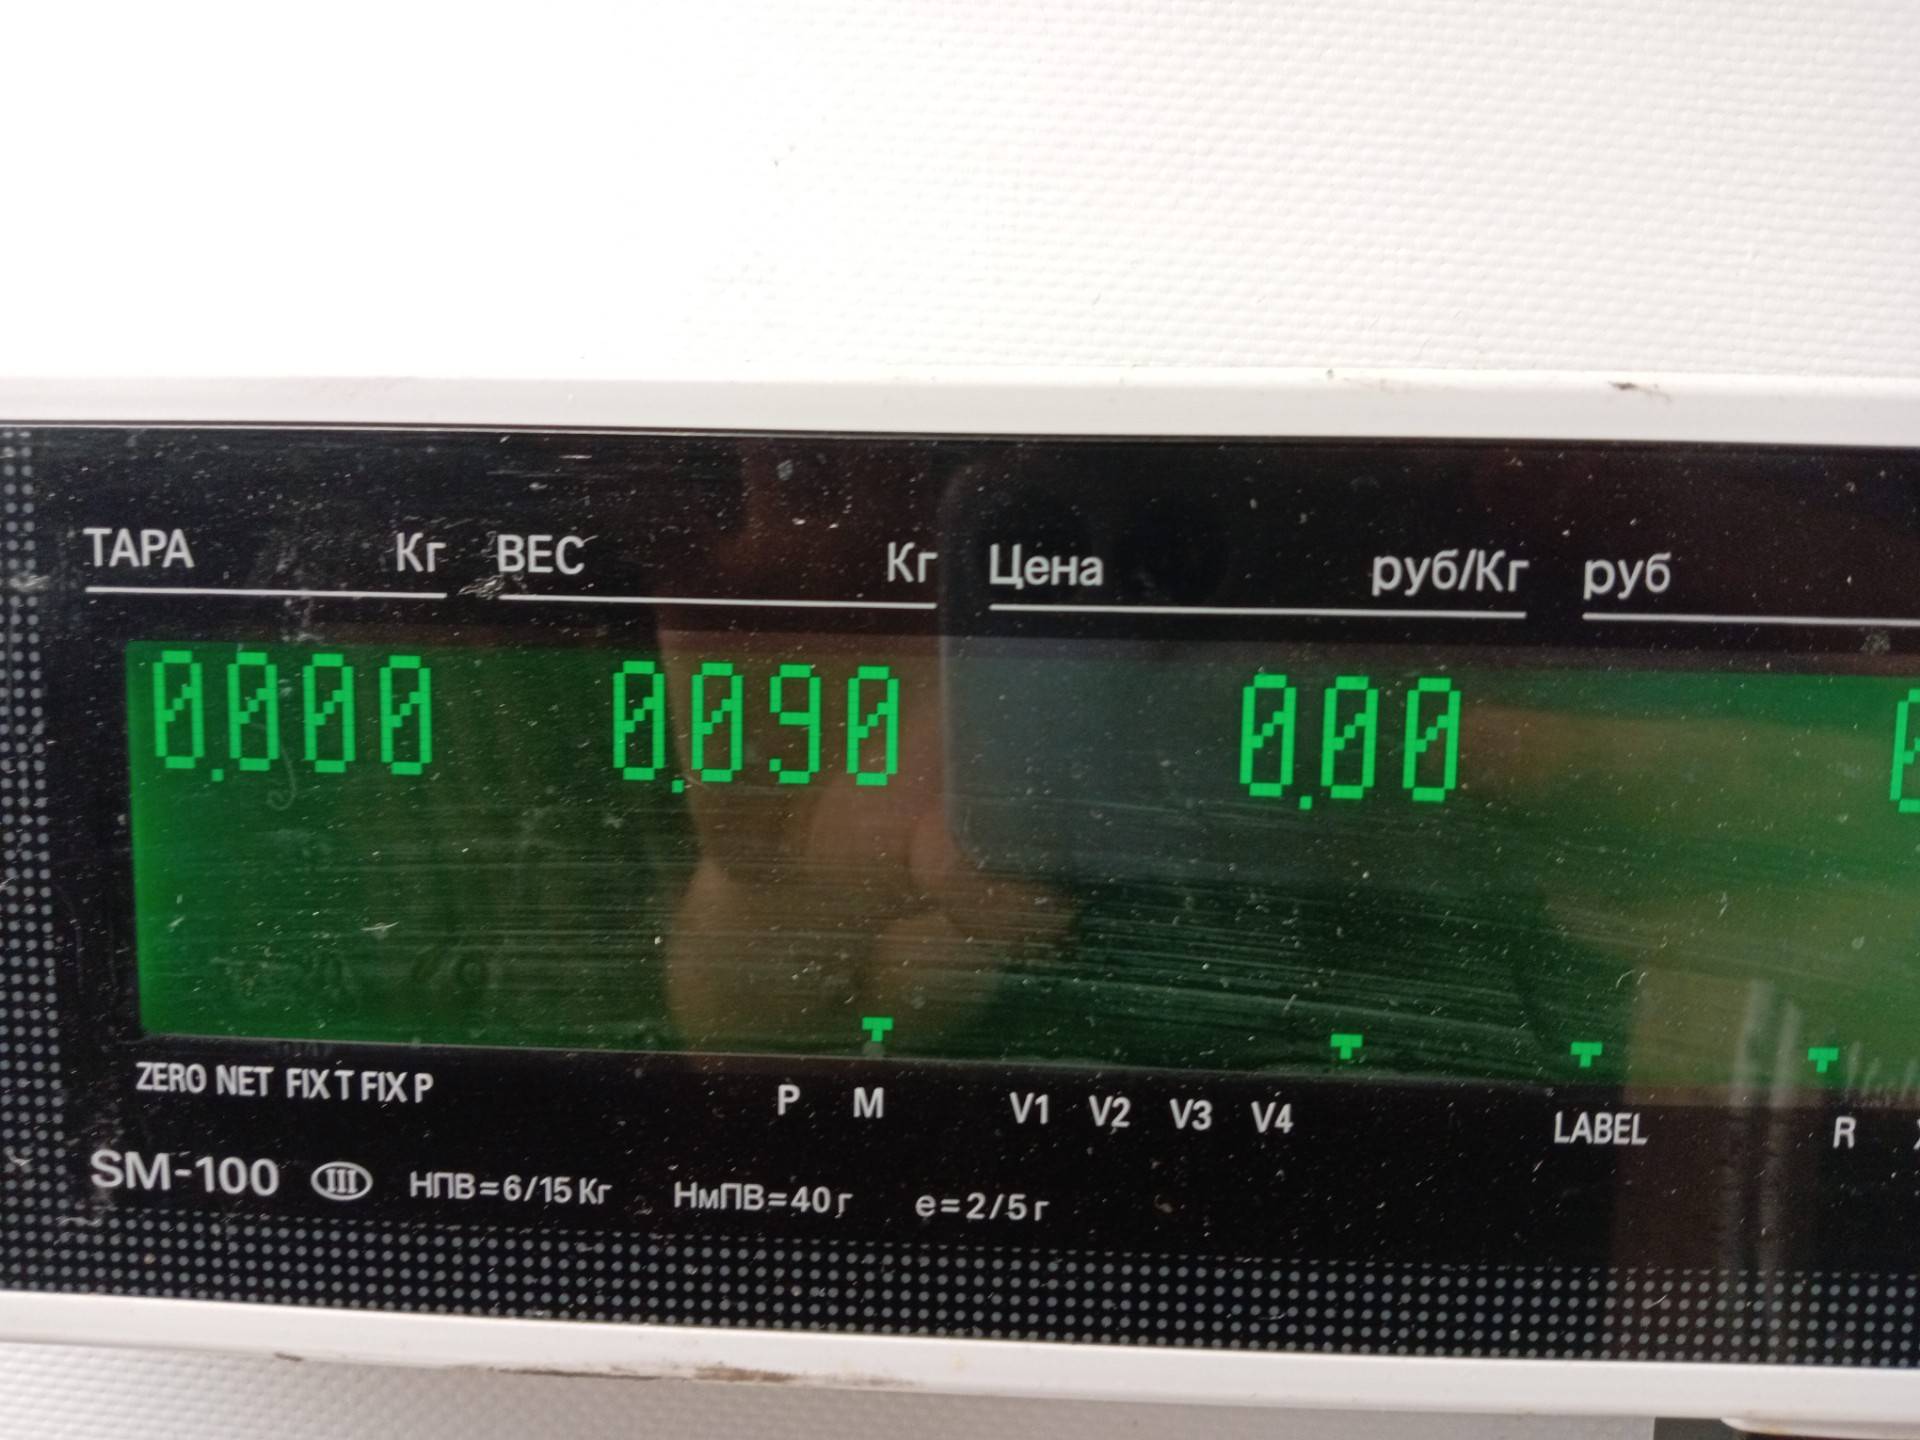 ТАРА Кг ВЕС Кг Цена руб/Кг руб
0.000 0.090 0.00
ZERO NET FIX T FIX P P M V1 V2 V3 V4 LABEL R
SM-100 III НПВ=6/15 Кг НмПВ=40 г e=2/5 г